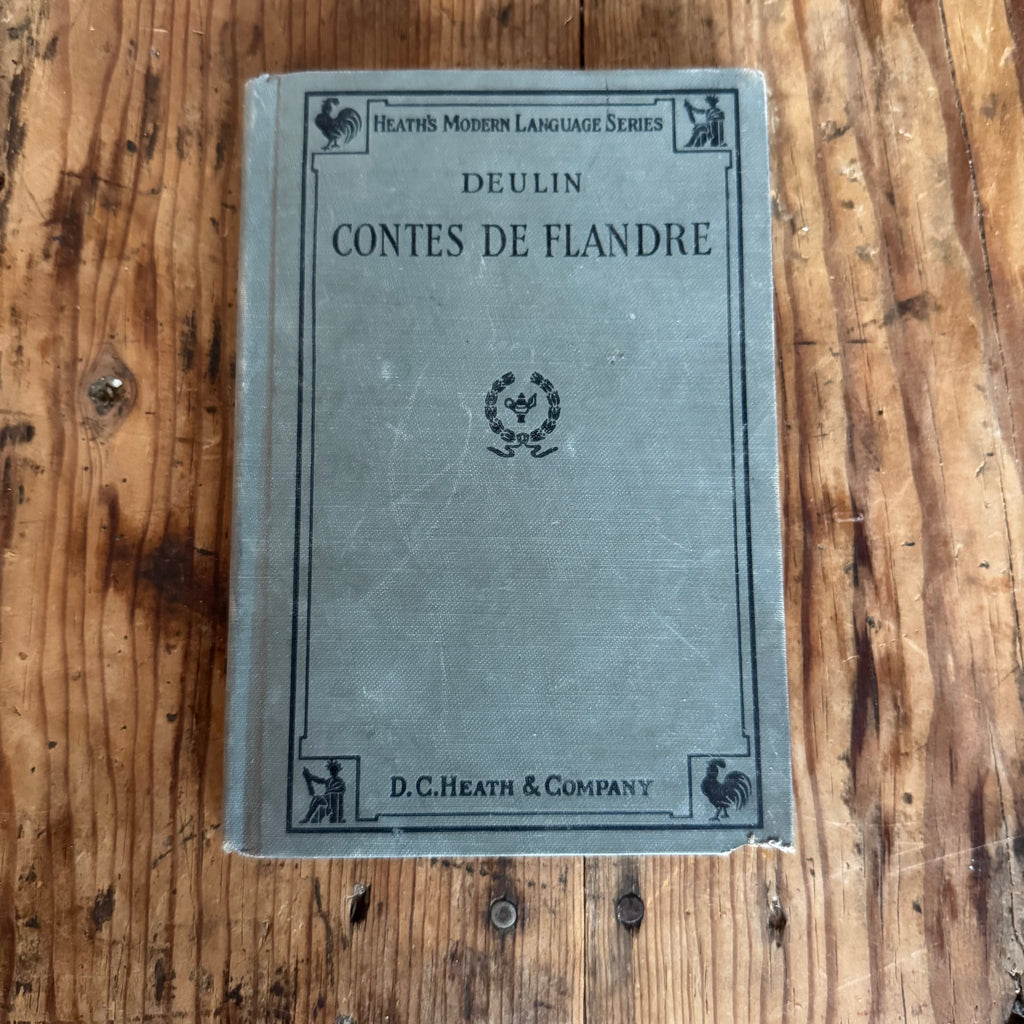 HEATH'S MODERN LANGUAGE SERIES
DEULIN
CONTES DE FLANDRE
D. C. HEATH & COMPANY